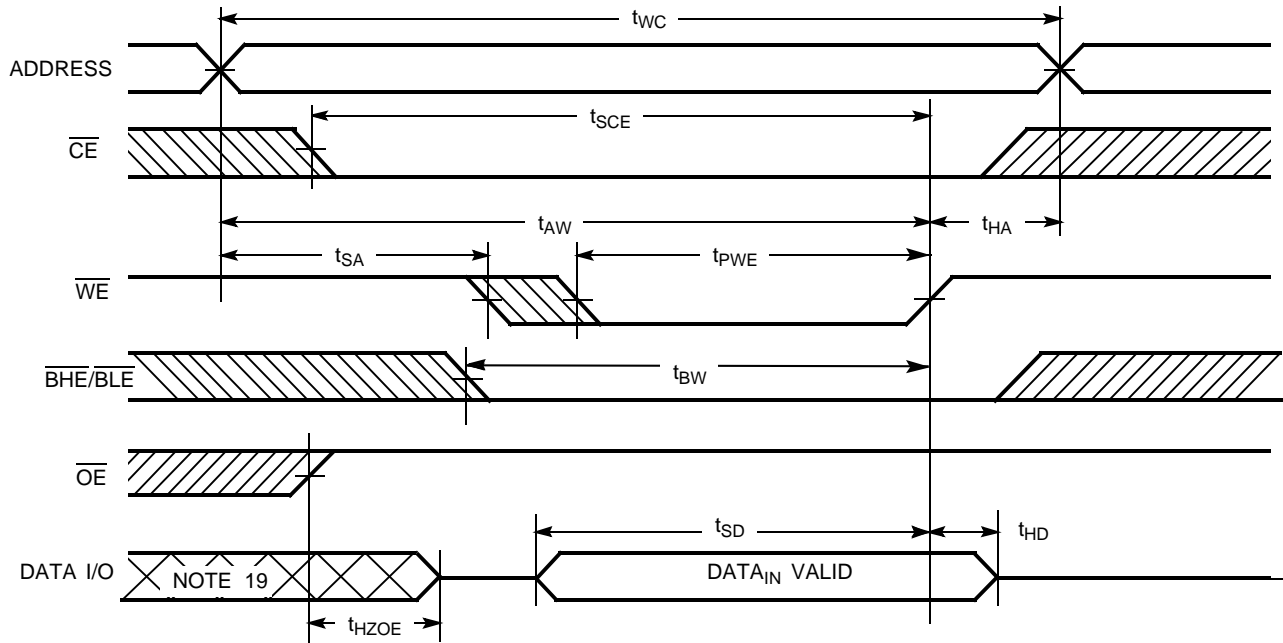 tWC
ADDRESS
tSCE
CE
tAW
tHA
tSA
tPWE
WE
BHE/BLE
tBW
OE
tSD
tHD
DATA I/O
NOTE 19
DATAIN VALID
tHZOE